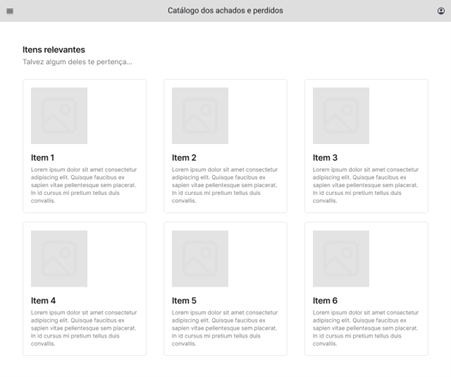 Catálogo dos achados e perdidos
Itens relevantes
Talvez algum deles te pertença...
Item 1
Lorem ipsum dolor sit amet consectetur
adipiscing elit. Quisque faucibus ex
sapien vitae pellentesque sem placerat.
In id cursus mi pretium tellus duis
convallis.
Item 2
Lorem ipsum dolor sit amet consectetur
adipiscing elit. Quisque faucibus ex
sapien vitae pellentesque sem placerat.
In id cursus mi pretium tellus duis
convallis.
Item 3
Lorem ipsum dolor sit amet consectetur
adipiscing elit. Quisque faucibus ex
sapien vitae pellentesque sem placerat.
In id cursus mi pretium tellus duis
convallis.
Item 4
Lorem ipsum dolor sit amet consectetur
adipiscing elit. Quisque faucibus ex
sapien vitae pellentesque sem placerat.
In id cursus mi pretium tellus duis
convallis.
Item 5
Lorem ipsum dolor sit amet consectetur
adipiscing elit. Quisque faucibus ex
sapien vitae pellentesque sem placerat.
In id cursus mi pretium tellus duis
convallis.
Item 6
Lorem ipsum dolor sit amet consectetur
adipiscing elit. Quisque faucibus ex
sapien vitae pellentesque sem placerat.
In id cursus mi pretium tellus duis
convallis.